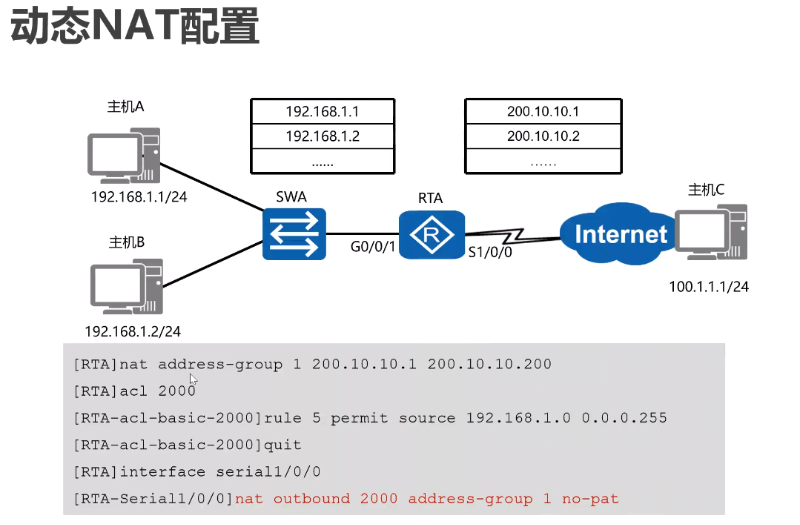 动态NAT配置
主机A
192.168.1.1
200.10.10.1
192.168.1.2
200.10.10.2
......
......
192.168.1.1/24
SWA
RTA
主机C
R
Internet
主机B
G0/0/1
S1/0/0
100.1.1.1/24
192.168.1.2/24
[RTA]nat address-group 1 200.10.10.1 200.10.10.200
[RTA]acl 2000
[RTA-acl-basic-2000]rule 5 permit source 192.168.1.0 0.0.0.255
[RTA-acl-basic-2000]quit
[RTA]interface serial1/0/0
[RTA-Serial1/0/0]nat outbound 2000 address-group 1 no-pat